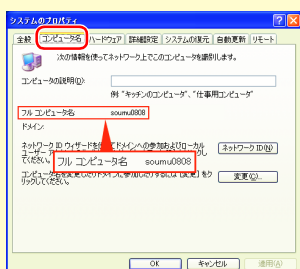 システムのプロパティ
全般 コンピュータ名 ハードウェア 詳細設定 システムの復元 自動更新 リモート
次の情報を使ってネットワーク上でこのコンピュータを識別します。
コンピュータの説明(D):
例: "キッチンのコンピュータ"、"仕事用コンピュータ"
フル コンピュータ名 soumu0808
ドメイン:
ネットワーク ID ウィザードを使
てドメインへの参加およびローカル
ユーザー
ネットワーク ID(N)
てください。
フル コンピュータ名 soumu0808
コンピュータ名を変更したりドメインに参加したりするには [変更] をク
リックしてください。
変更(C)...
OK キャンセル 適用(A)